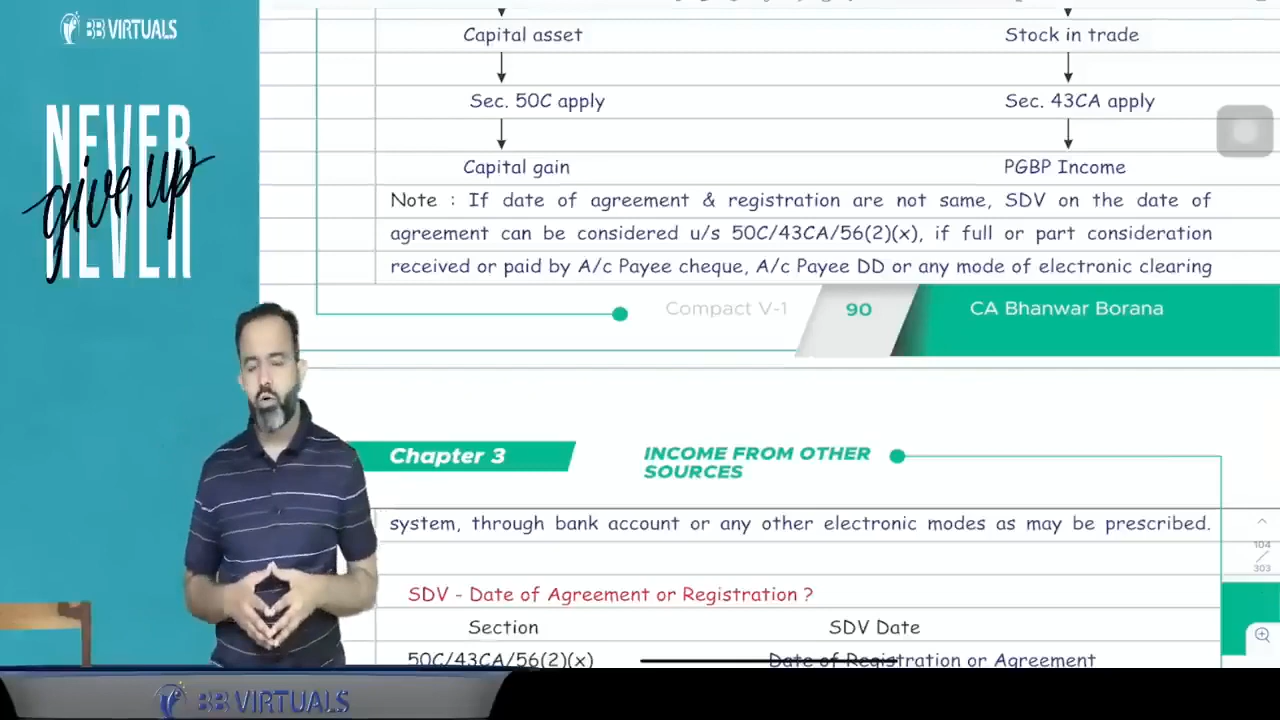 BB VIRTUALS
NEVER
give up
NEVER
Capital asset
Stock in trade
Sec. 50C apply
Sec. 43CA apply
Capital gain
PGBP Income
Note : If date of agreement & registration are not same, SDV on the date of
agreement can be considered u/s 50C/43CA/56(2)(x), if full or part consideration
received or paid by A/c Payee cheque, A/c Payee DD or any mode of electronic clearing
Compact V-1
90
CA Bhanwar Borana
Chapter 3
INCOME FROM OTHER
SOURCES
system, through bank account or any other electronic modes as may be prescribed.
104
303
SDV - Date of Agreement or Registration ?
Section
SDV Date
50C/43CA/56(2)(x)
Date of Registration or Agreement
BB VIRTUALS